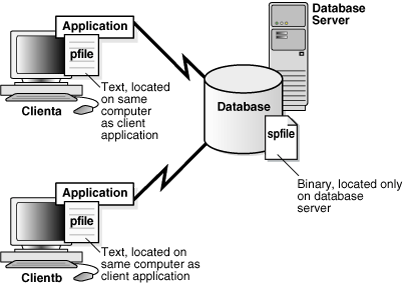 Application
pfile
Text, located
on same
computer
as client
application
Clienta
Database
Server
Database
spfile
Binary, located only
on database
server
Application
pfile
Text, located on
same computer as
client application
Clientb